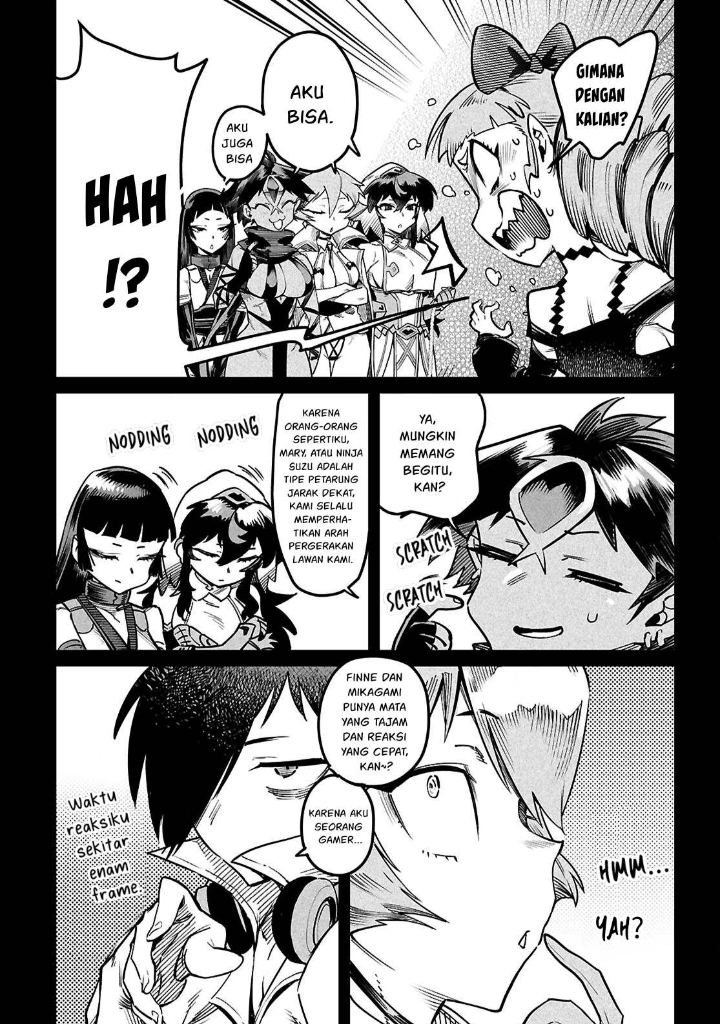 GIMANA
DENGAN
KALIAN?
AKU
BISA.
AKU
JUGA
BISA
HAH
!?
YA,
MUNGKIN
MEMANG
BEGITU,
KAN?
SCRATCH
SCRATCH
KARENA
ORANG-ORANG
SEPERTIKU,
MARY, ATAU NINJA
SUZU ADALAH
TIPE PETARUNG
JARAK DEKAT,
KAMI SELALU
MEMPERHA-
TIKAN ARAH
PERGERAKAN
LAWAN KAMI.
NODDING
NODDING
FINNE DAN
MIKAGAMI
PUNYA MATA
YANG TAJAM
DAN REAKSI
YANG CEPAT,
KAN~?
HMM...
YAH?
KARENA AKU
SEORANG
GAMER...
Waktu
reaksiku
sekitar
enam
frame.